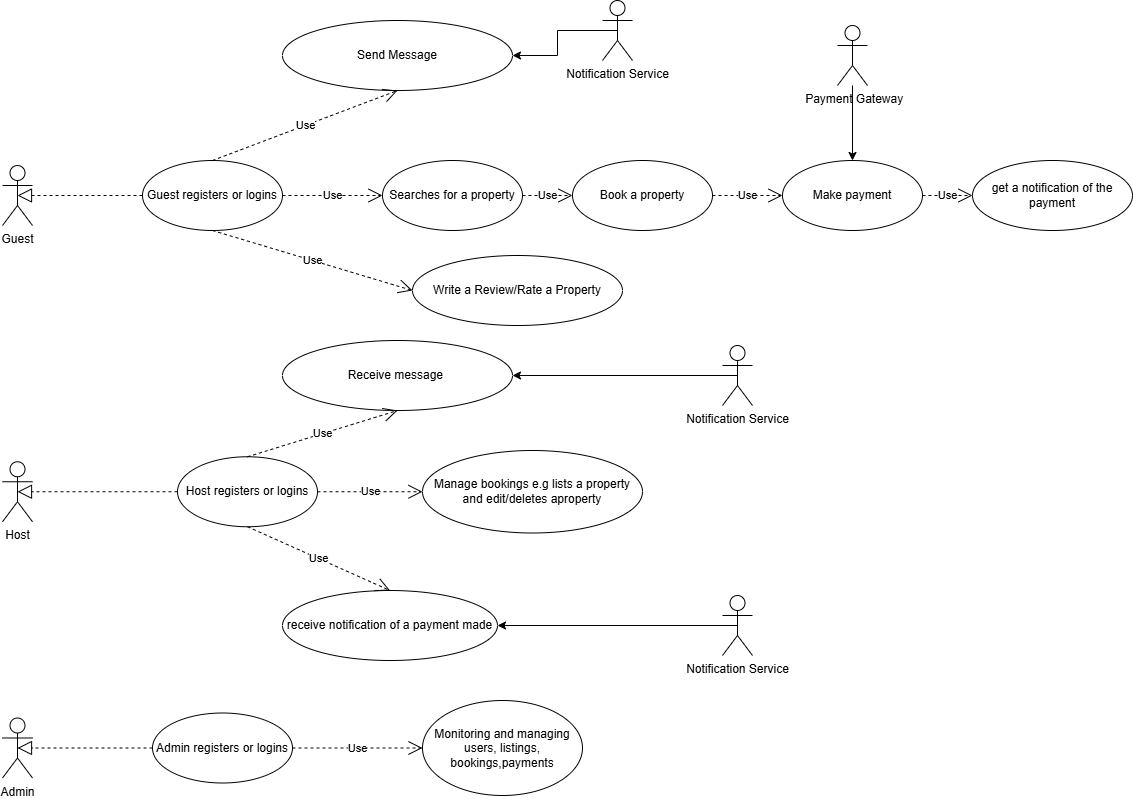 Send Message
Notification Service
Payment Gateway
Use
Guest
Guest registers or logins
Use
Searches for a property
Use
Book a property
Use
Make payment
Use
get a notification of the
payment
Use
Write a Review/Rate a Property
Receive message
Notification Service
Use
Host
Host registers or logins
Use
Manage bookings e.g lists a property
and edit/deletes aproperty
Use
receive notification of a payment made
Notification Service
Admin
Admin registers or logins
Use
Monitoring and managing
users, listings,
bookings,payments